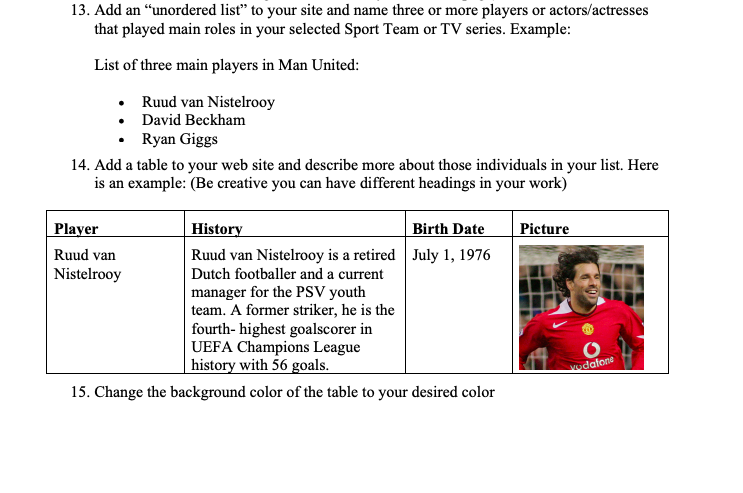 13. Add an “unordered list” to your site and name three or more players or actors/actresses
that played main roles in your selected Sport Team or TV series. Example:
List of three main players in Man United:
• Ruud van Nistelrooy
• David Beckham
• Ryan Giggs
14. Add a table to your web site and describe more about those individuals in your list. Here
is an example: (Be creative you can have different headings in your work)
Player History Birth Date Picture
Ruud van Nistelrooy
Ruud van Nistelrooy is a retired
Dutch footballer and a current
manager for the PSV youth
team. A former striker, he is the
fourth- highest goalscorer in
UEFA Champions League
history with 56 goals.
July 1, 1976
vodafone
15. Change the background color of the table to your desired color